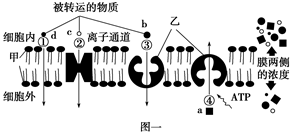 被转运的物质
细胞内 ① d c ② 离子通道 b ③ 乙
甲
膜两侧的浓度
细胞外 ④ ATP
a
图一